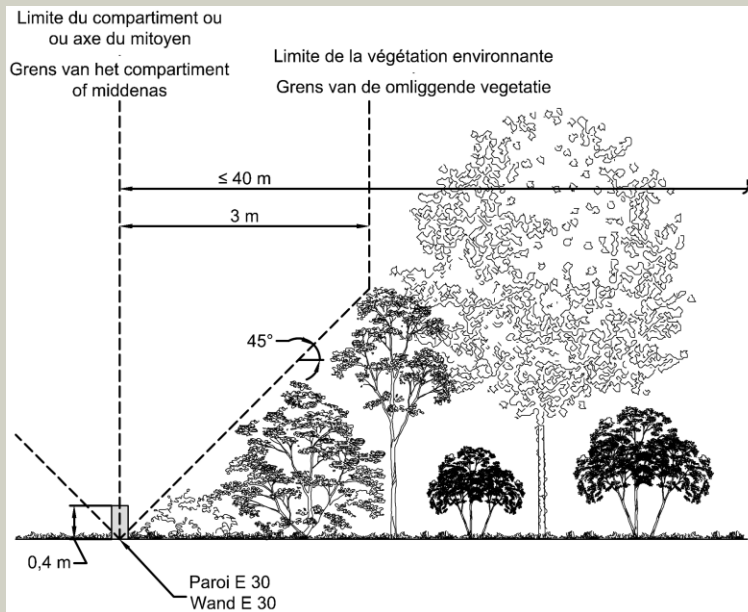 Limite du compartiment ou
ou axe du mitoyen
Grens van het compartiment
of middenas
Limite de la végétation environnante
Grens van de omliggende vegetatie
≤ 40 m
3 m
45°
0,4 m
Paroi E 30
Wand E 30